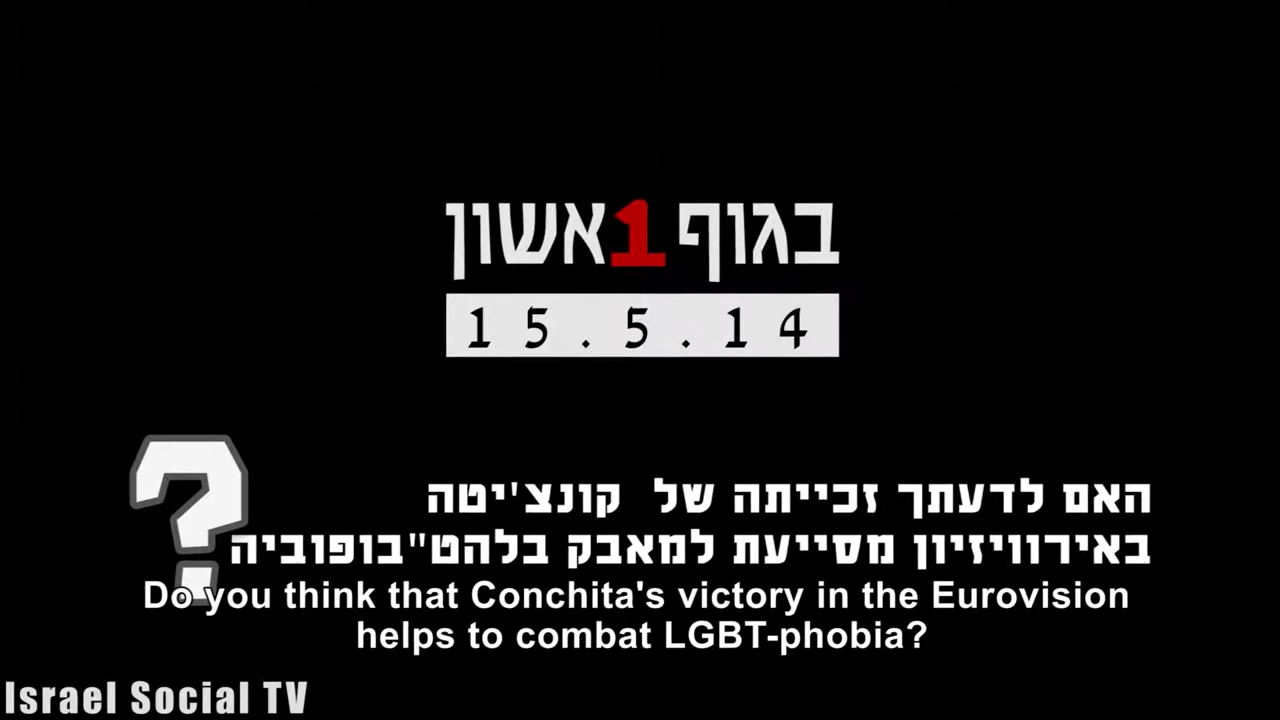 בגוף 1אשון
15.5.14
?
האם לדעתך זכייתה של קונצ'יטה
באירוויזיון מסייעת למאבק בלהט"בופוביה
Do you think that Conchita's victory in the Eurovision
helps to combat LGBT-phobia?
Israel Social TV